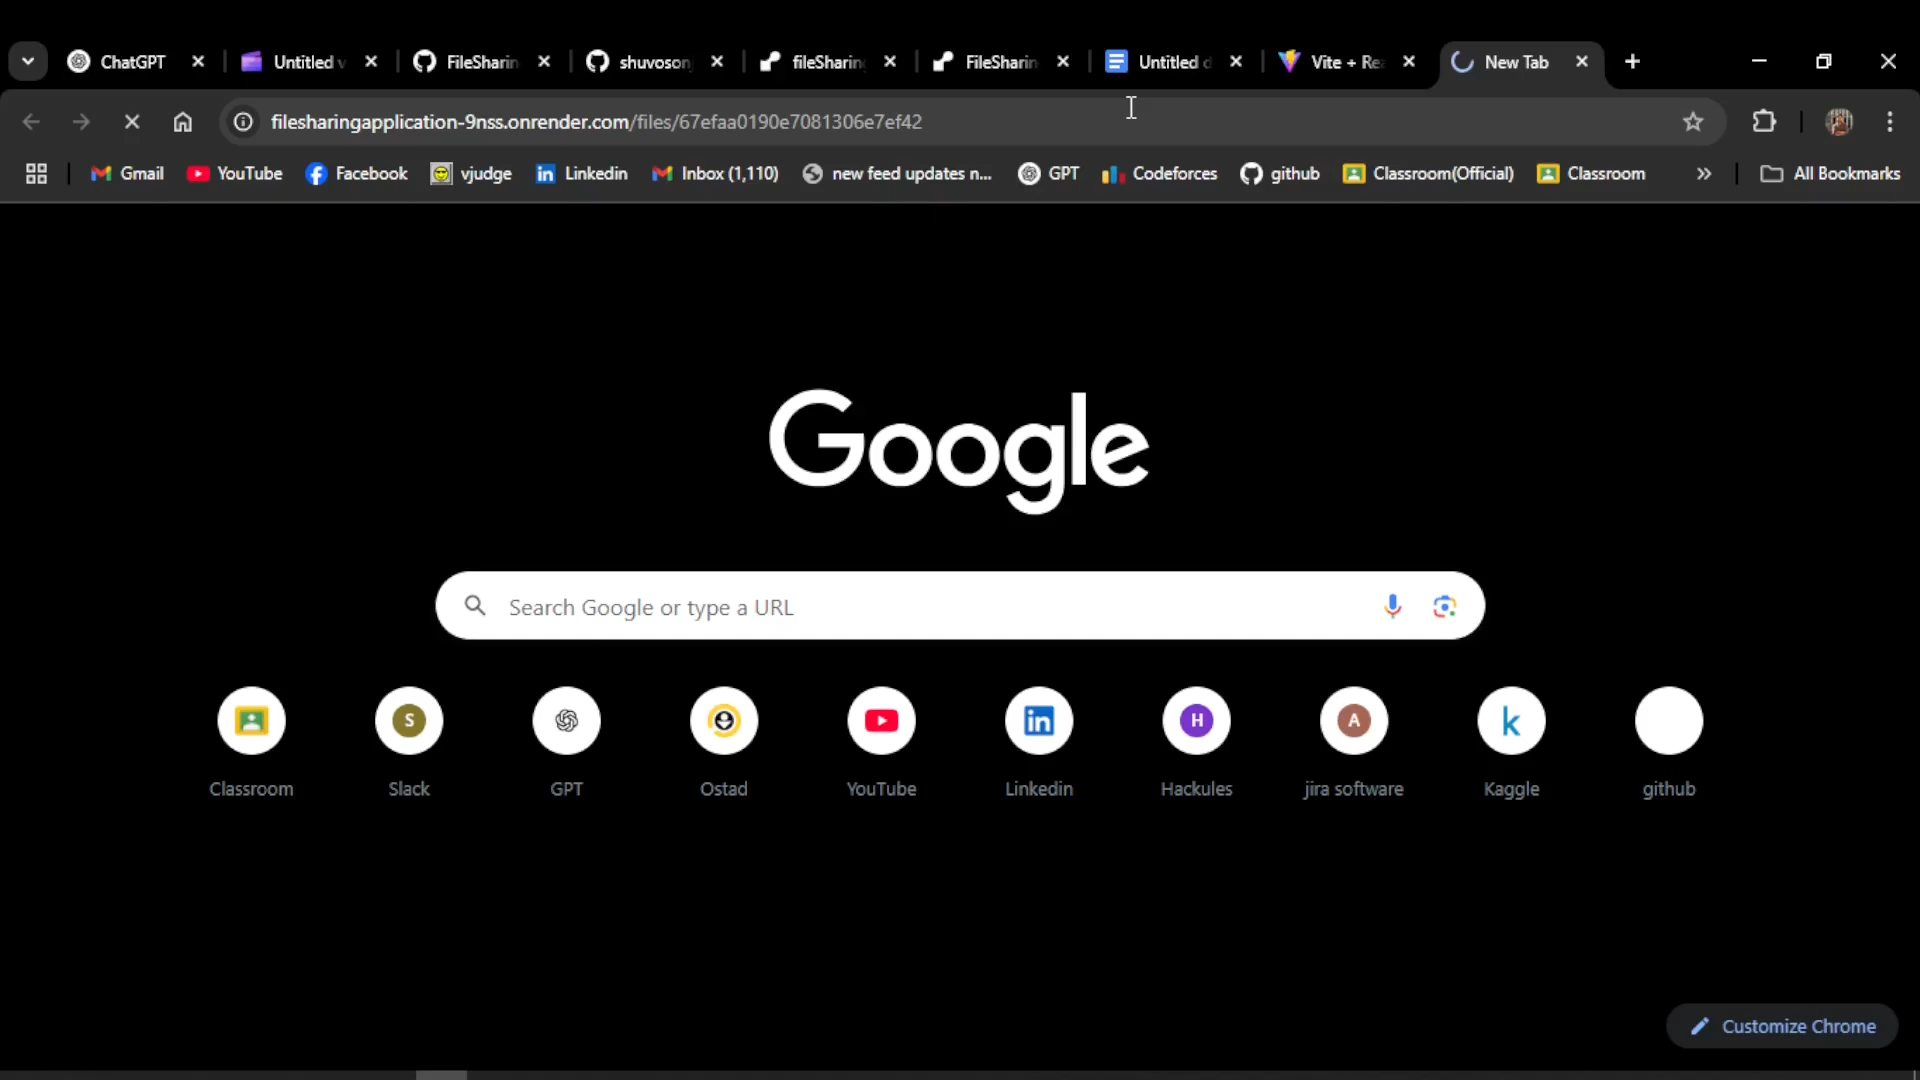 ChatGPT Untitled v FileSharin shuvoson fileSharin FileSharin Untitled d Vite + Re New Tab
filesharingapplication-9nss.onrender.com/files/67efaa0190e7081306e7ef42
Gmail YouTube Facebook vjudge Linkedin Inbox (1,110) new feed updates n... GPT Codeforces github Classroom(Official) Classroom All Bookmarks
Google
Search Google or type a URL
S H A k
Classroom Slack GPT Ostad YouTube Linkedin Hackules jira software Kaggle github
Customize Chrome